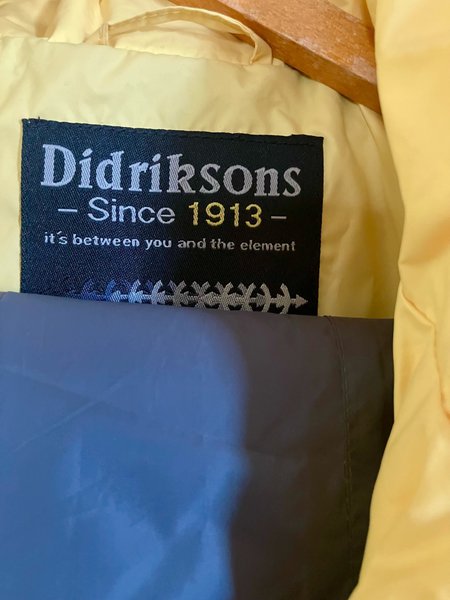 Didriksons
- Since 1913 -
it's between you and the element